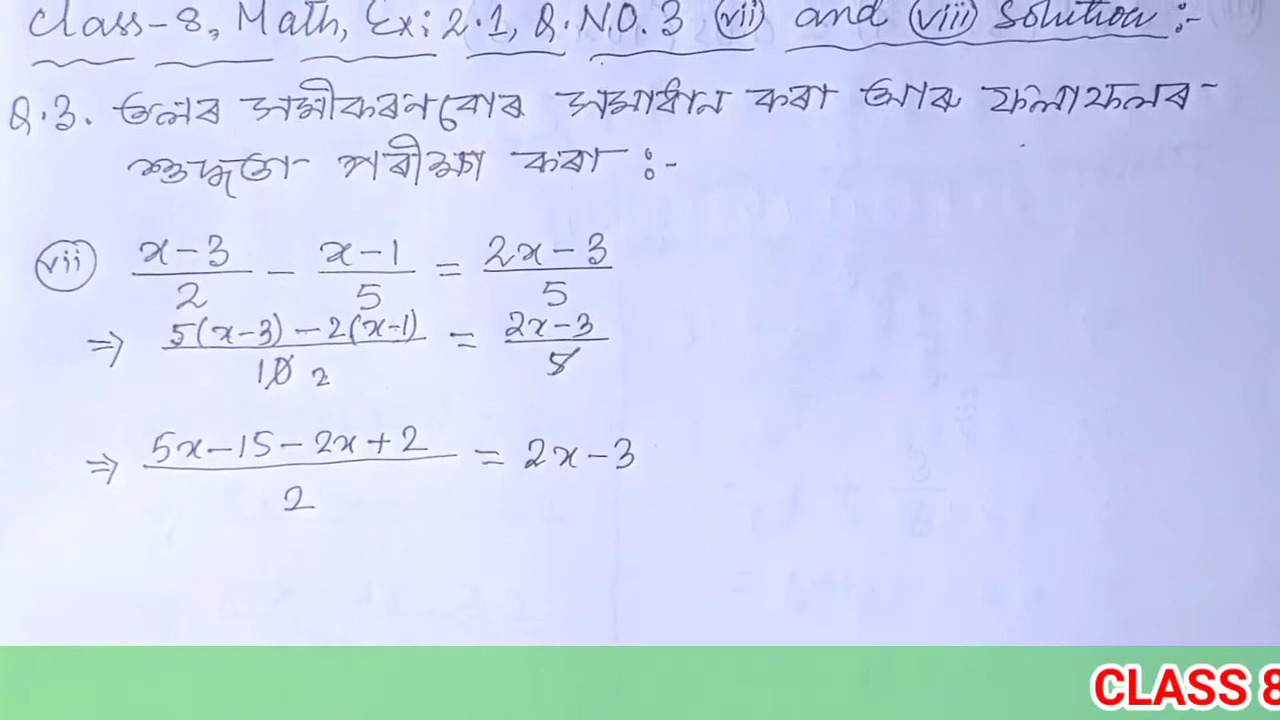 Class-8, Math, Ex: 2.1, Q.N.O. 3 (vii) and (viii) Solution :-
Q.3. তলৰ সমীকৰণবোৰ সমাধান কৰা আৰু ফলাফলৰ
শুদ্ধতা পৰীক্ষা কৰা :-
(vii) (x-3)/2 - (x-1)/5 = (2x-3)/5
⇒ (5(x-3) - 2(x-1))/10 2 = (2x-3)/5
⇒ (5x-15-2x+2)/2 = 2x-3
CLASS 8